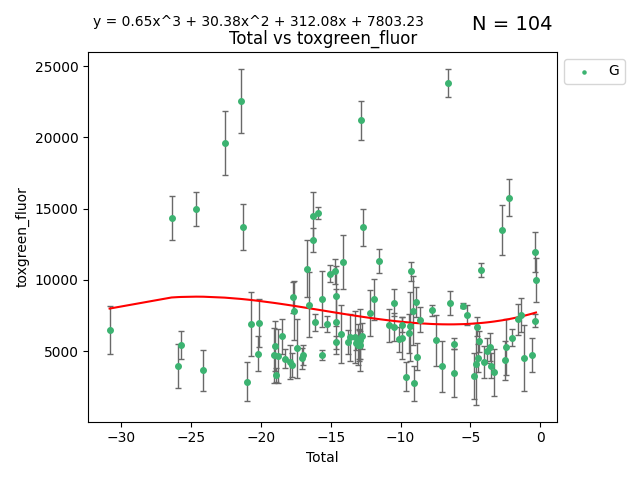 y = 0.65x^3 + 30.38x^2 + 312.08x + 7803.23
N = 104
Total vs toxgreen_fluor
G
25000
20000
15000
10000
5000
toxgreen_fluor
−30 −25 −20 −15 −10 −5 0
Total